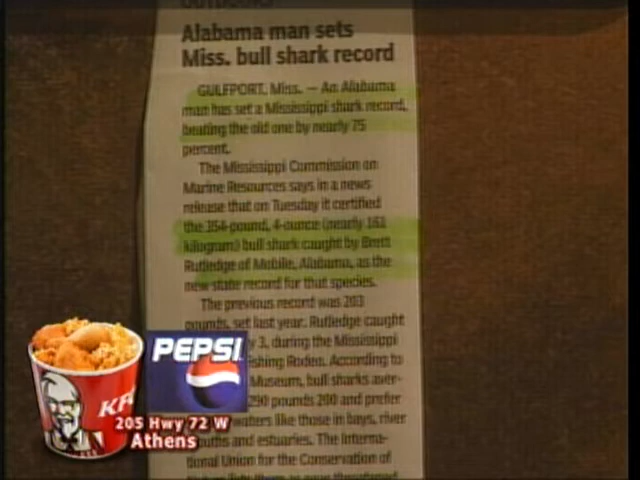 OUTDOORS
Alabama man sets
Miss. bull shark record
GULFPORT, Miss. — An Alabama
man has set a Mississippi shark record,
beating the old one by nearly 75
percent.
The Mississippi Commission on
Marine Resources says in a news
release that on Tuesday it certified
the 354-pound, 4-ounce (nearly 161
kilogram) bull shark caught by Brett
Rutledge of Mobile, Alabama, as the
new state record for that species.
The previous record was 203
pounds, set last year. Rutledge caught
y 3, during the Mississippi
ishing Rodeo. According to
Museum, bull sharks aver-
290 pounds 200 and prefer
waters like those in bays, river
ouths and estuaries. The Interna-
tional Union for the Conservation of
PEPSI
KF
205 Hwy 72 W
Athens